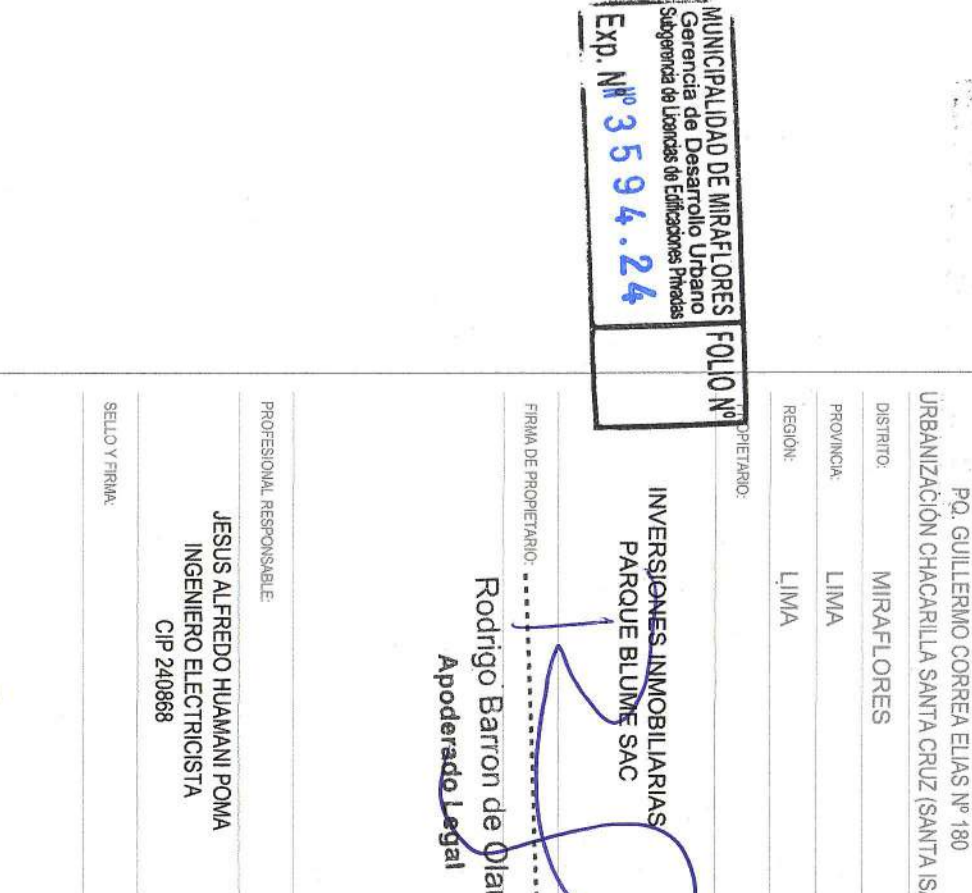 PQ. GUILLERMO CORREA ELIAS Nº 180
URBANIZACIÓN CHACARILLA SANTA CRUZ (SANTA
DISTRITO: MIRAFLORES
PROVINCIA: LIMA
REGIÓN: LIMA
MUNICIPALIDAD DE MIRAFLORES
Gerencia de Desarrollo Urbano
Subgerencia de Licencias de Edificaciones Privadas
Exp. Nº Nº 3594.24
FOLIO Nº
OPIETARIO:
INVERSIONES INMOBILIARIAS
PARQUE BLUME SAC
FIRMA DE PROPIETARIO:
Rodrigo Barron de
Apoderado Legal
PROFESIONAL RESPONSABLE:
JESUS ALFREDO HUAMANI POMA
INGENIERO ELECTRICISTA
CIP 240868
SELLO Y FIRMA: